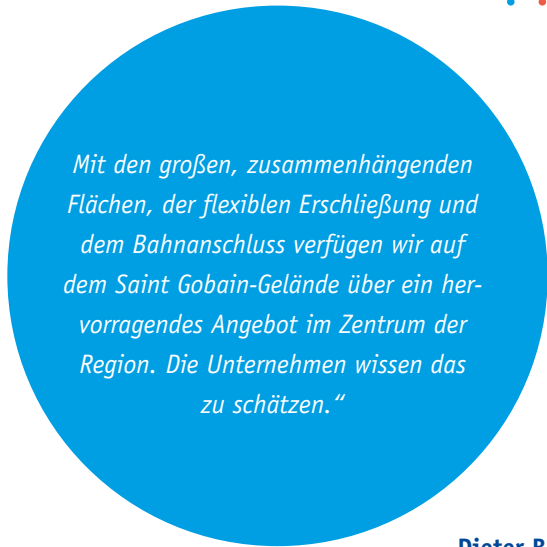 Mit den großen, zusammenhängenden
Flächen, der flexiblen Erschließung und
dem Bahnanschluss verfügen wir auf
dem Saint Gobain-Gelände über ein her-
vorragendes Angebot im Zentrum der
Region. Die Unternehmen wissen das
zu schätzen.“
Dieter